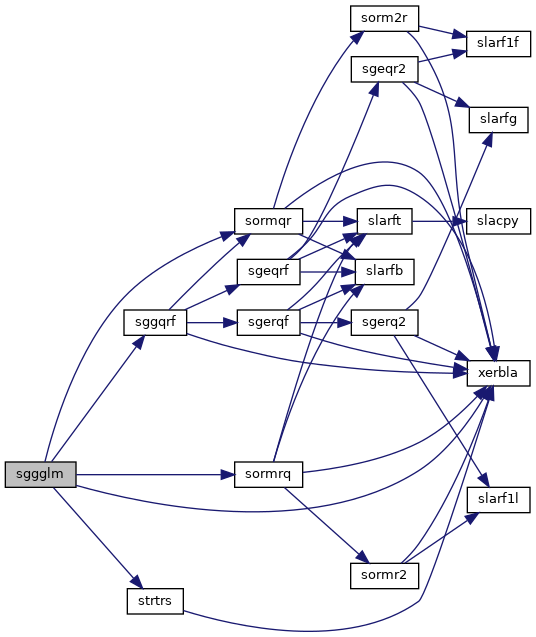 sorm2r
slarf1f
sgeqr2
slarfg
sormqr
slarft
slacpy
sgeqrf
slarfb
sggqrf
sgerqf
sgerq2
xerbla
sggglm
sormrq
slarf1l
sormr2
strtrs